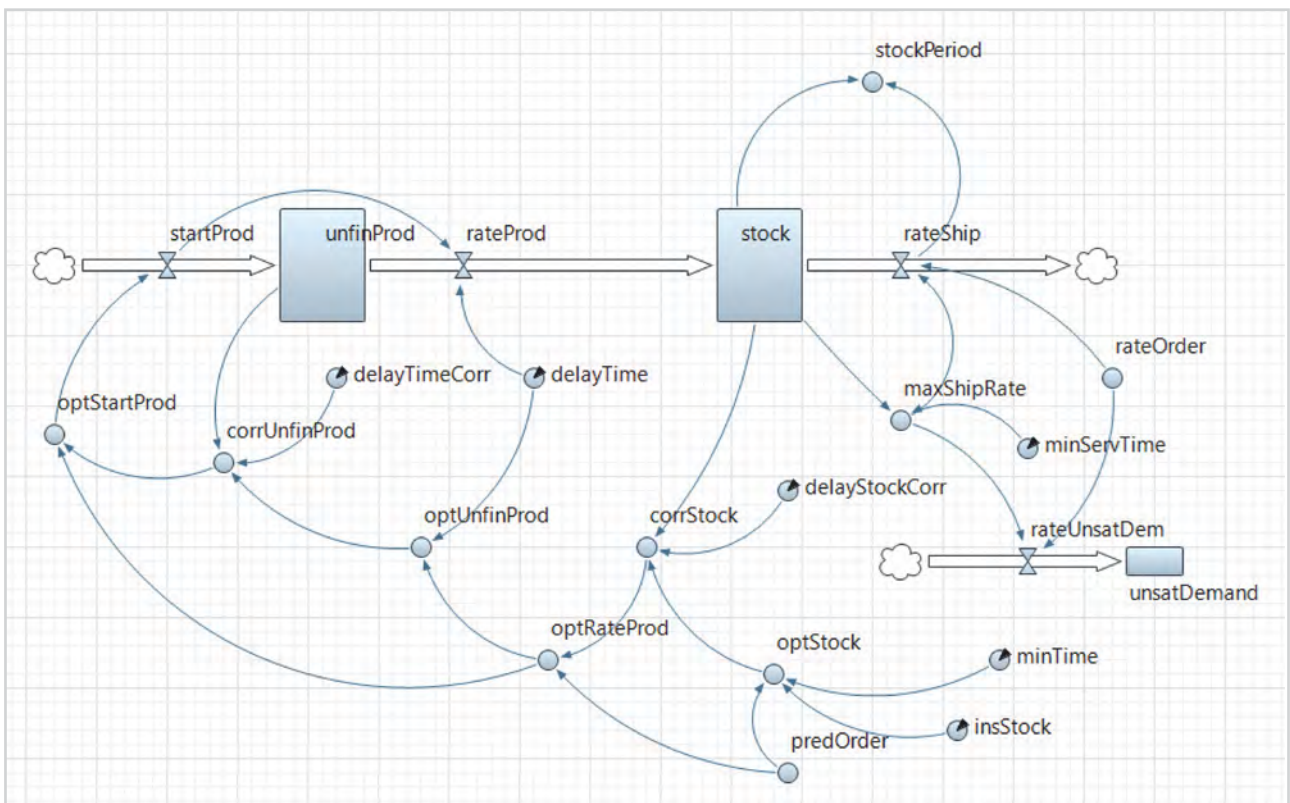 stockPeriod
startProd
unfinProd
rateProd
stock
rateShip
rateOrder
delayTimeCorr
delayTime
maxShipRate
optStartProd
corrUnfinProd
minServTime
delayStockCorr
optUnfinProd
corrStock
rateUnsatDem
unsatDemand
optRateProd
optStock
minTime
insStock
predOrder